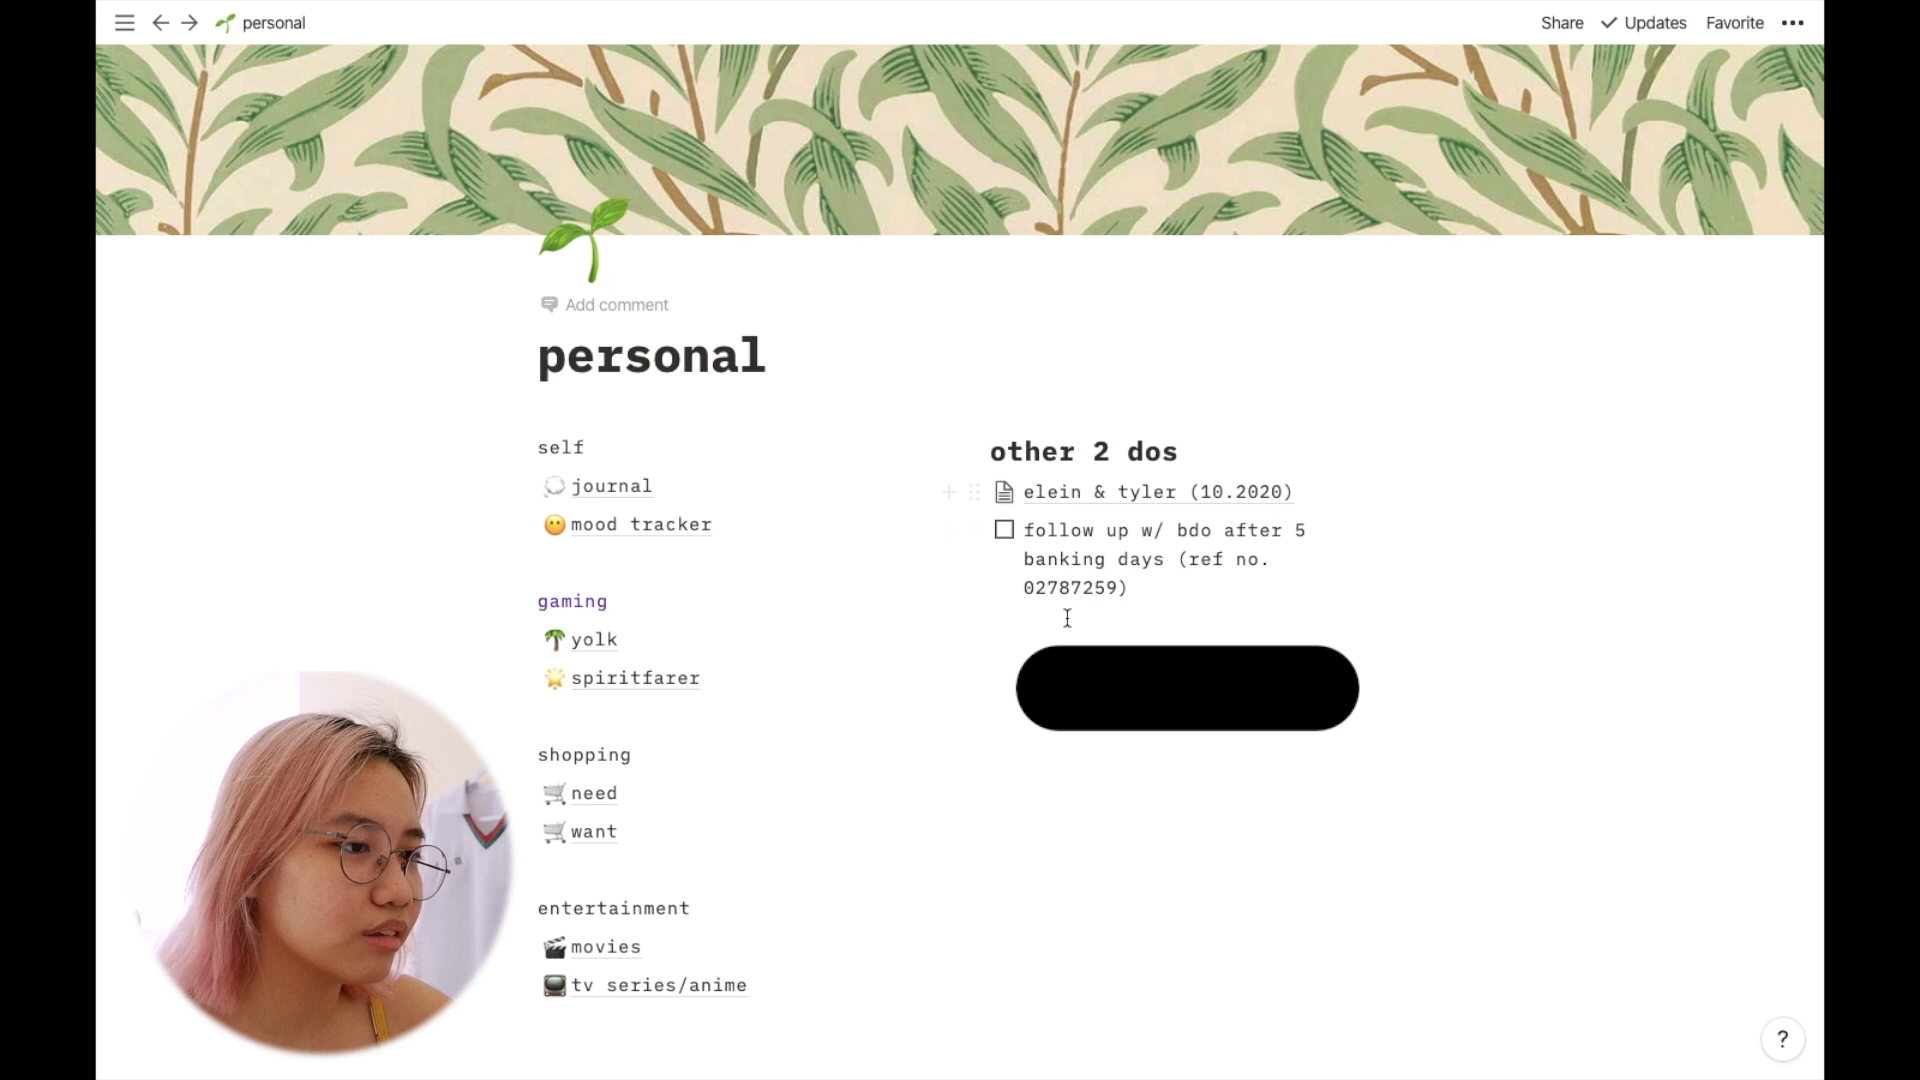 personal
Share
Updates
Favorite
Add comment
personal
self
journal
mood tracker
gaming
yolk
spiritfarer
shopping
need
want
entertainment
movies
tv series/anime
other 2 dos
elein & tyler (10.2020)
follow up w/ bdo after 5
banking days (ref no.
02787259)
?